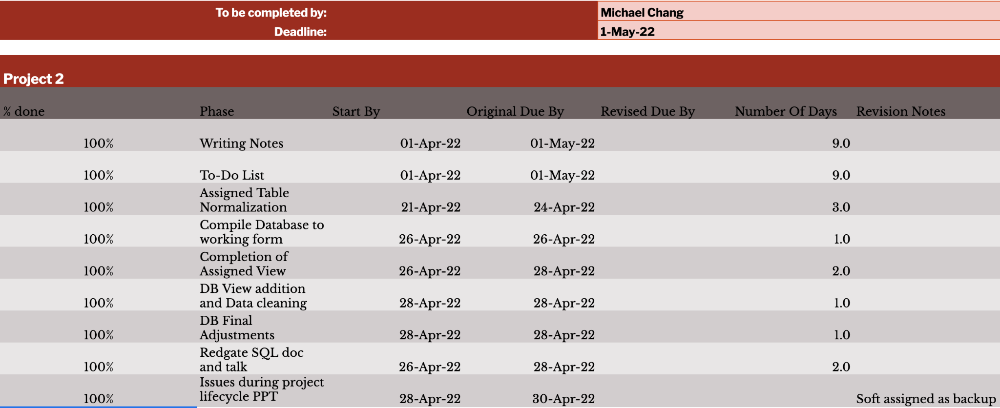 To be completed by: Michael Chang
Deadline: 1-May-22
Project 2
% done Phase Start By Original Due By Revised Due By Number Of Days Revision Notes
100% Writing Notes 01-Apr-22 01-May-22 9.0
100% To-Do List 01-Apr-22 01-May-22 9.0
Assigned Table
100% Normalization 21-Apr-22 24-Apr-22 3.0
Compile Database to
100% working form 26-Apr-22 26-Apr-22 1.0
Completion of
100% Assigned View 26-Apr-22 28-Apr-22 2.0
DB View addition
100% and Data cleaning 28-Apr-22 28-Apr-22 1.0
DB Final
100% Adjustments 28-Apr-22 28-Apr-22 1.0
Redgate SQL doc
100% and talk 26-Apr-22 28-Apr-22 2.0
Issues during project
100% lifecycle PPT 28-Apr-22 30-Apr-22 Soft assigned as backup